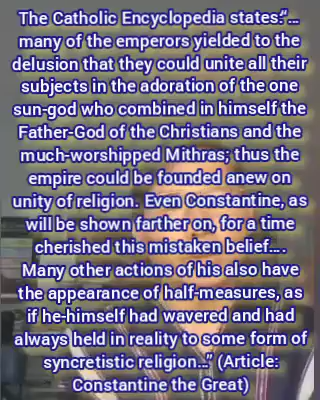 The Catholic Encyclopedia states:"...
many of the emperors yielded to the
delusion that they could unite all their
subjects in the adoration of the one
sun-god who combined in himself the
Father-God of the Christians and the
much-worshipped Mithras; thus the
empire could be founded anew on
unity of religion. Even Constantine, as
will be shown farther on, for a time
cherished this mistaken belief....
Many other actions of his also have
the appearance of half-measures, as
if he-himself had wavered and had
always held in reality to some form of
syncretistic religion..." (Article:
Constantine the Great)